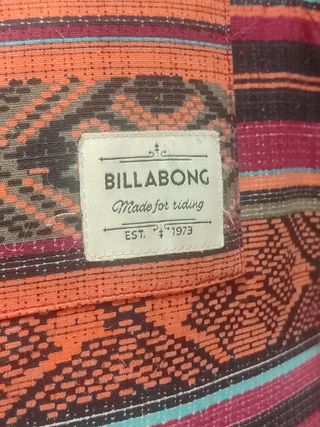 BILLABONG
Made for riding
EST. 1973